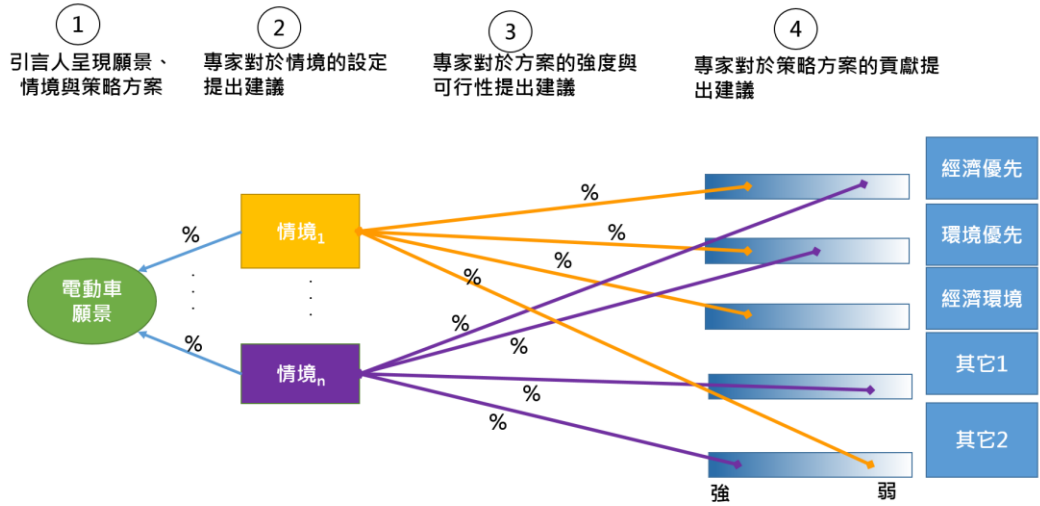 1
引言人呈現願景、
情境與策略方案
2
專家對於情境的設定
提出建議
3
專家對於方案的強度與
可行性提出建議
4
專家對於策略方案的貢獻提
出建議
電動車
願景
%
%
情境1
情境n
%
%
%
%
%
%
%
%
經濟優先
環境優先
經濟環境
其它1
其它2
強
弱